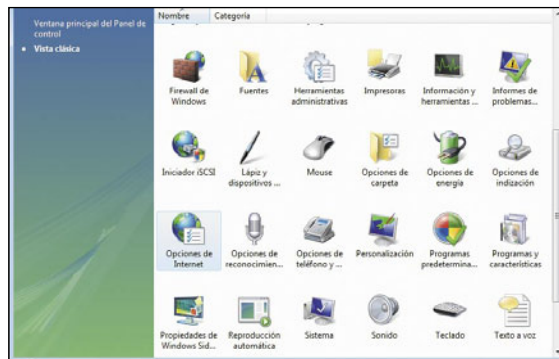 Ventana principal del Panel de
control
• Vista clásica
Nombre Categoría
Firewall de
Windows
Fuentes
Herramientas
administrativas
Impresoras
Información y
herramientas ...
Informes de
problemas...
Iniciador iSCSI
Lápiz y
dispositivos ...
Mouse
Opciones de
carpeta
Opciones de
energía
Opciones de
indización
Opciones de
Internet
Opciones de
reconocimien...
Opciones de
teléfono y ...
Personalización
Programas
predetermina...
Programas y
características
Propiedades de
Windows Sid...
Reproducción
automática
Sistema
Sonido
Teclado
Texto a voz